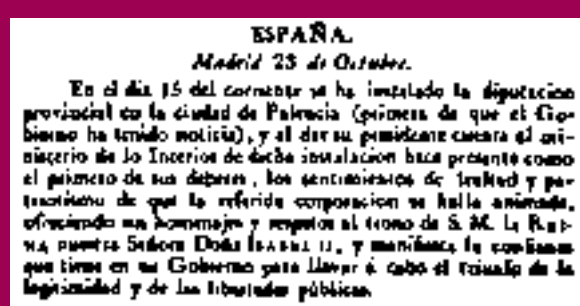 ESPAÑA.
Madrid 23 de Octubre.
En el dia 15 del corriente se ha instalado la diputacion
provincial en la ciudad de Palencia (primera de que el Go-
bierno ha tenido noticia), y al dar su presidente cuenta al mi-
nisterio de lo Interior de dicha instalacion hace presente como
el primero de sus deberes, los sentimientos de lealtad y pa-
triotismo de que la referida corporacion se halla animada,
ofreciendo su homenaje y respetos al trono de S. M. la REI-
NA nuestra Señora Doña ISABEL II, y manifiesta la confianza
que tiene en su Gobierno para llevar á cabo el triunfo de la
legitimidad y de las libertades públicas.